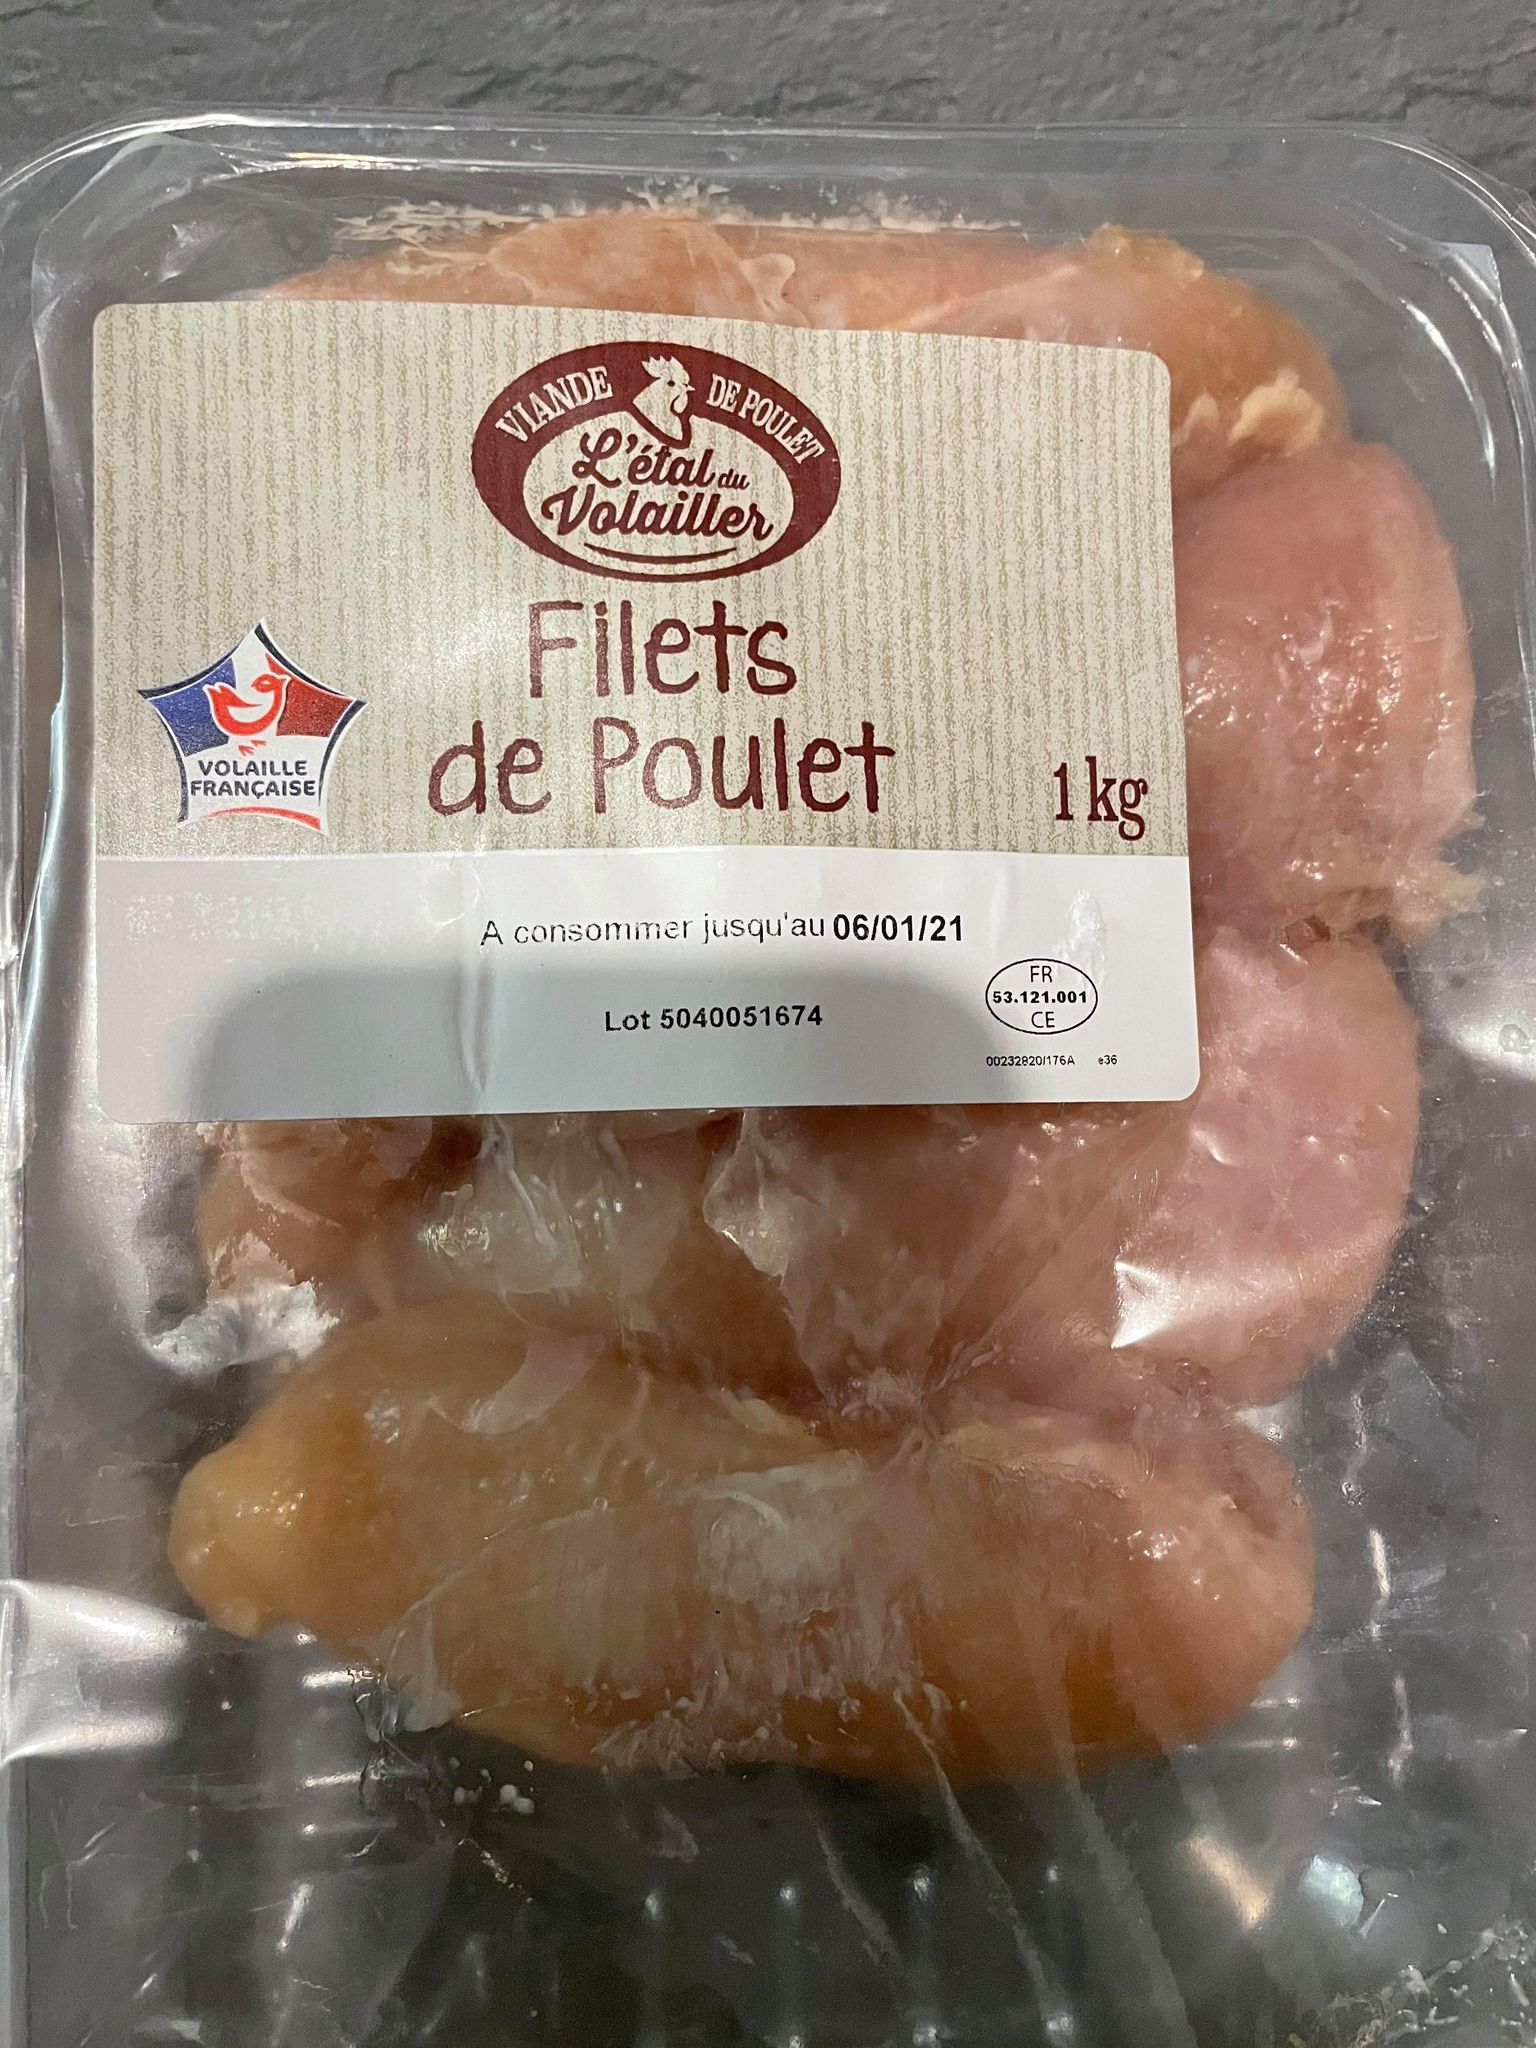 VIANDE DE POULET
L'étal du
Volailler
Filets
de Poulet
1 kg
VOLAILLE
FRANÇAISE
A consommer jusqu'au 06/01/21
Lot 5040051674
FR
53.121.001
CE
00232820/176A e36